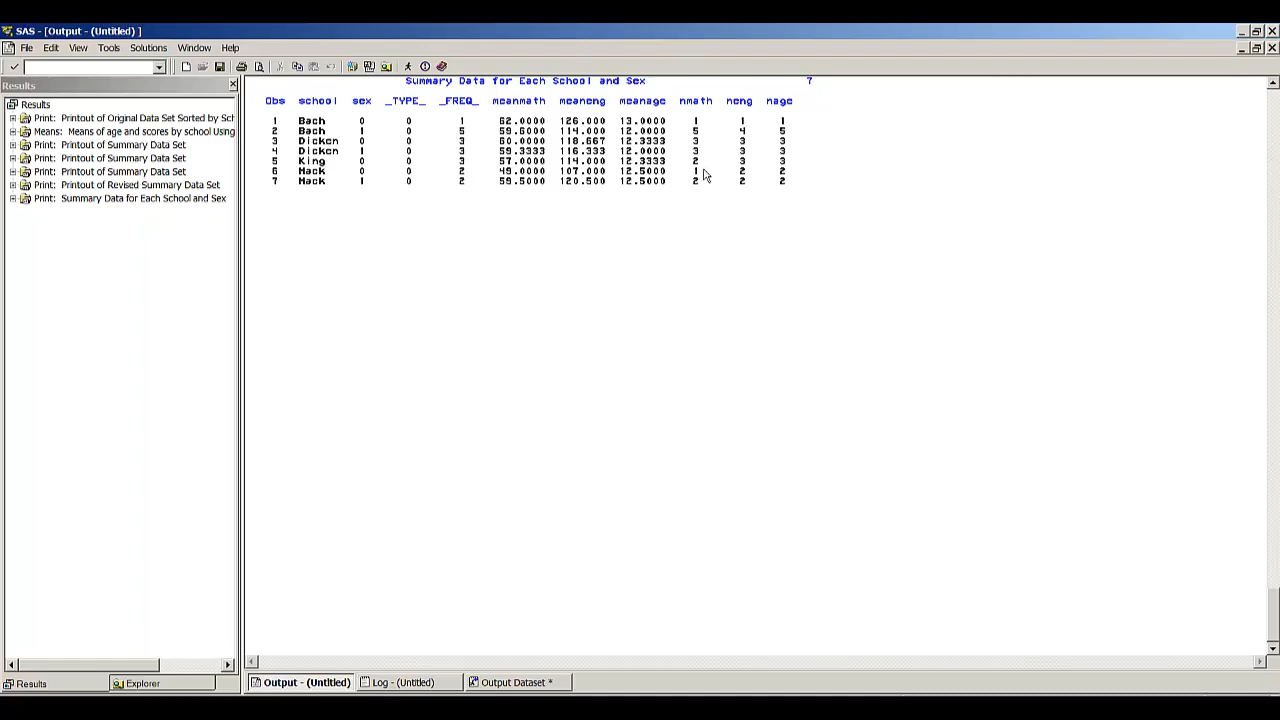 SAS - [Output - (Untitled) ]
File Edit View Tools Solutions Window Help
Results
Results
Print: Printout of Original Data Set Sorted by Sch
Means: Means of age and scores by school Using
Print: Printout of Summary Data Set
Print: Printout of Summary Data Set
Print: Printout of Summary Data Set
Print: Printout of Revised Summary Data Set
Print: Summary Data for Each School and Sex
Summary Data for Each School and Sex 7
Obs school sex _TYPE_ _FREQ_ meanmath meaneng meanage nmath neng nage
1 Bach 0 0 1 62.0000 126.000 13.0000 1 1 1
2 Bach 1 0 5 59.6000 114.000 12.0000 5 4 5
3 Dicken 0 0 3 60.0000 118.667 12.3333 3 3 3
4 Dicken 1 0 3 59.3333 116.333 12.0000 3 3 3
5 King 0 0 3 57.0000 114.000 12.3333 2 3 3
6 Mack 0 0 2 49.0000 107.000 12.5000 1 2 2
7 Mack 1 0 2 59.5000 120.500 12.5000 2 2 2
Results Explorer
Output - (Untitled) Log - (Untitled) Output Dataset *